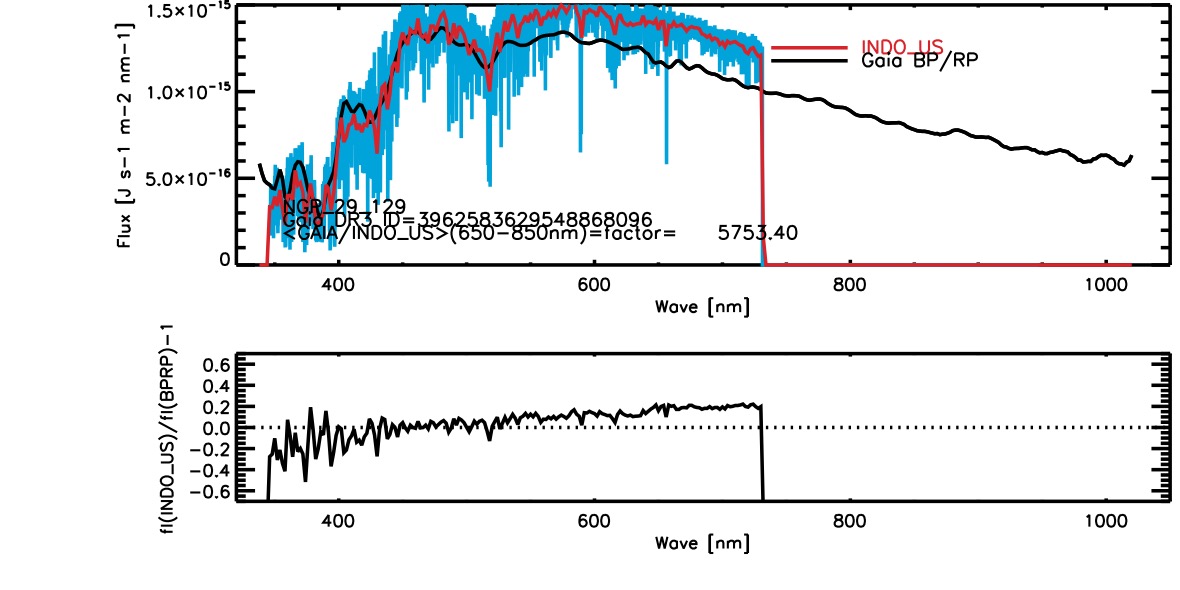 1.5×10⁻¹⁵
1.0×10⁻¹⁵
5.0×10⁻¹⁶
0
Flux [J s−1 m−2 nm−1]
INDO_US
Gaia BP/RP
NGP_29_129
Gaia DR3 ID=3962583629548868096
<GAIA/INDO_US>(650−850nm)=factor= 5753.40
400 600 800 1000
Wave [nm]
fl(INDO_US)/fl(BPRP)−1
0.6
0.4
0.2
0.0
−0.2
−0.4
−0.6
400 600 800 1000
Wave [nm]